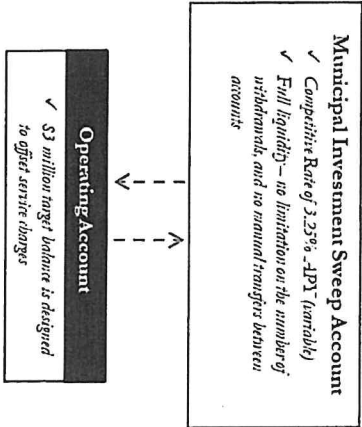 Municipal Investment Sweep Account
✓ Competitive Rate of 3.25% APY* (variable)
✓ Full liquidity – no limitation on the number of
withdrawals, and no manual transfers between
accounts
Operating Account
✓ $3 million target balance is designed
to offset service charges